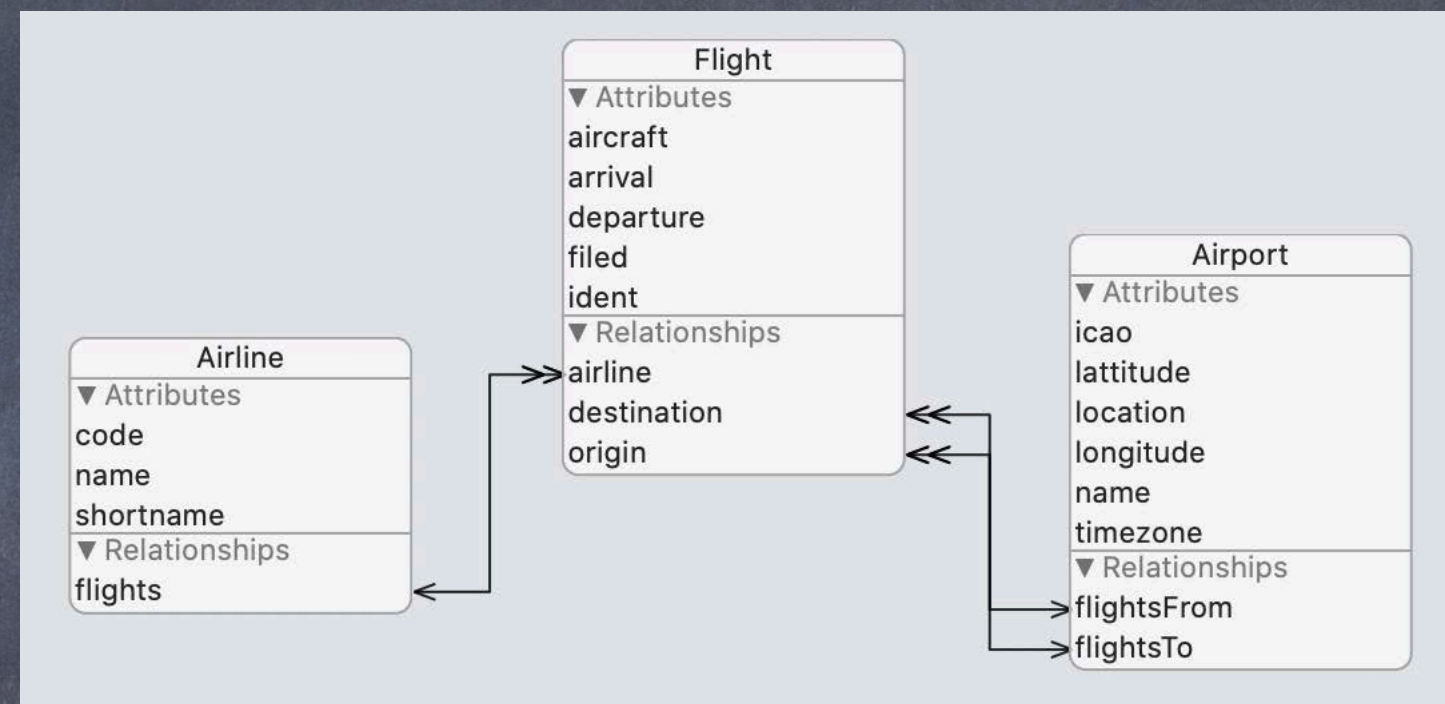 Flight
▼ Attributes
aircraft
arrival
departure
filed
ident
▼ Relationships
airline
destination
origin
Airline
▼ Attributes
code
name
shortname
▼ Relationships
flights
Airport
▼ Attributes
icao
lattitude
location
longitude
name
timezone
▼ Relationships
flightsFrom
flightsTo